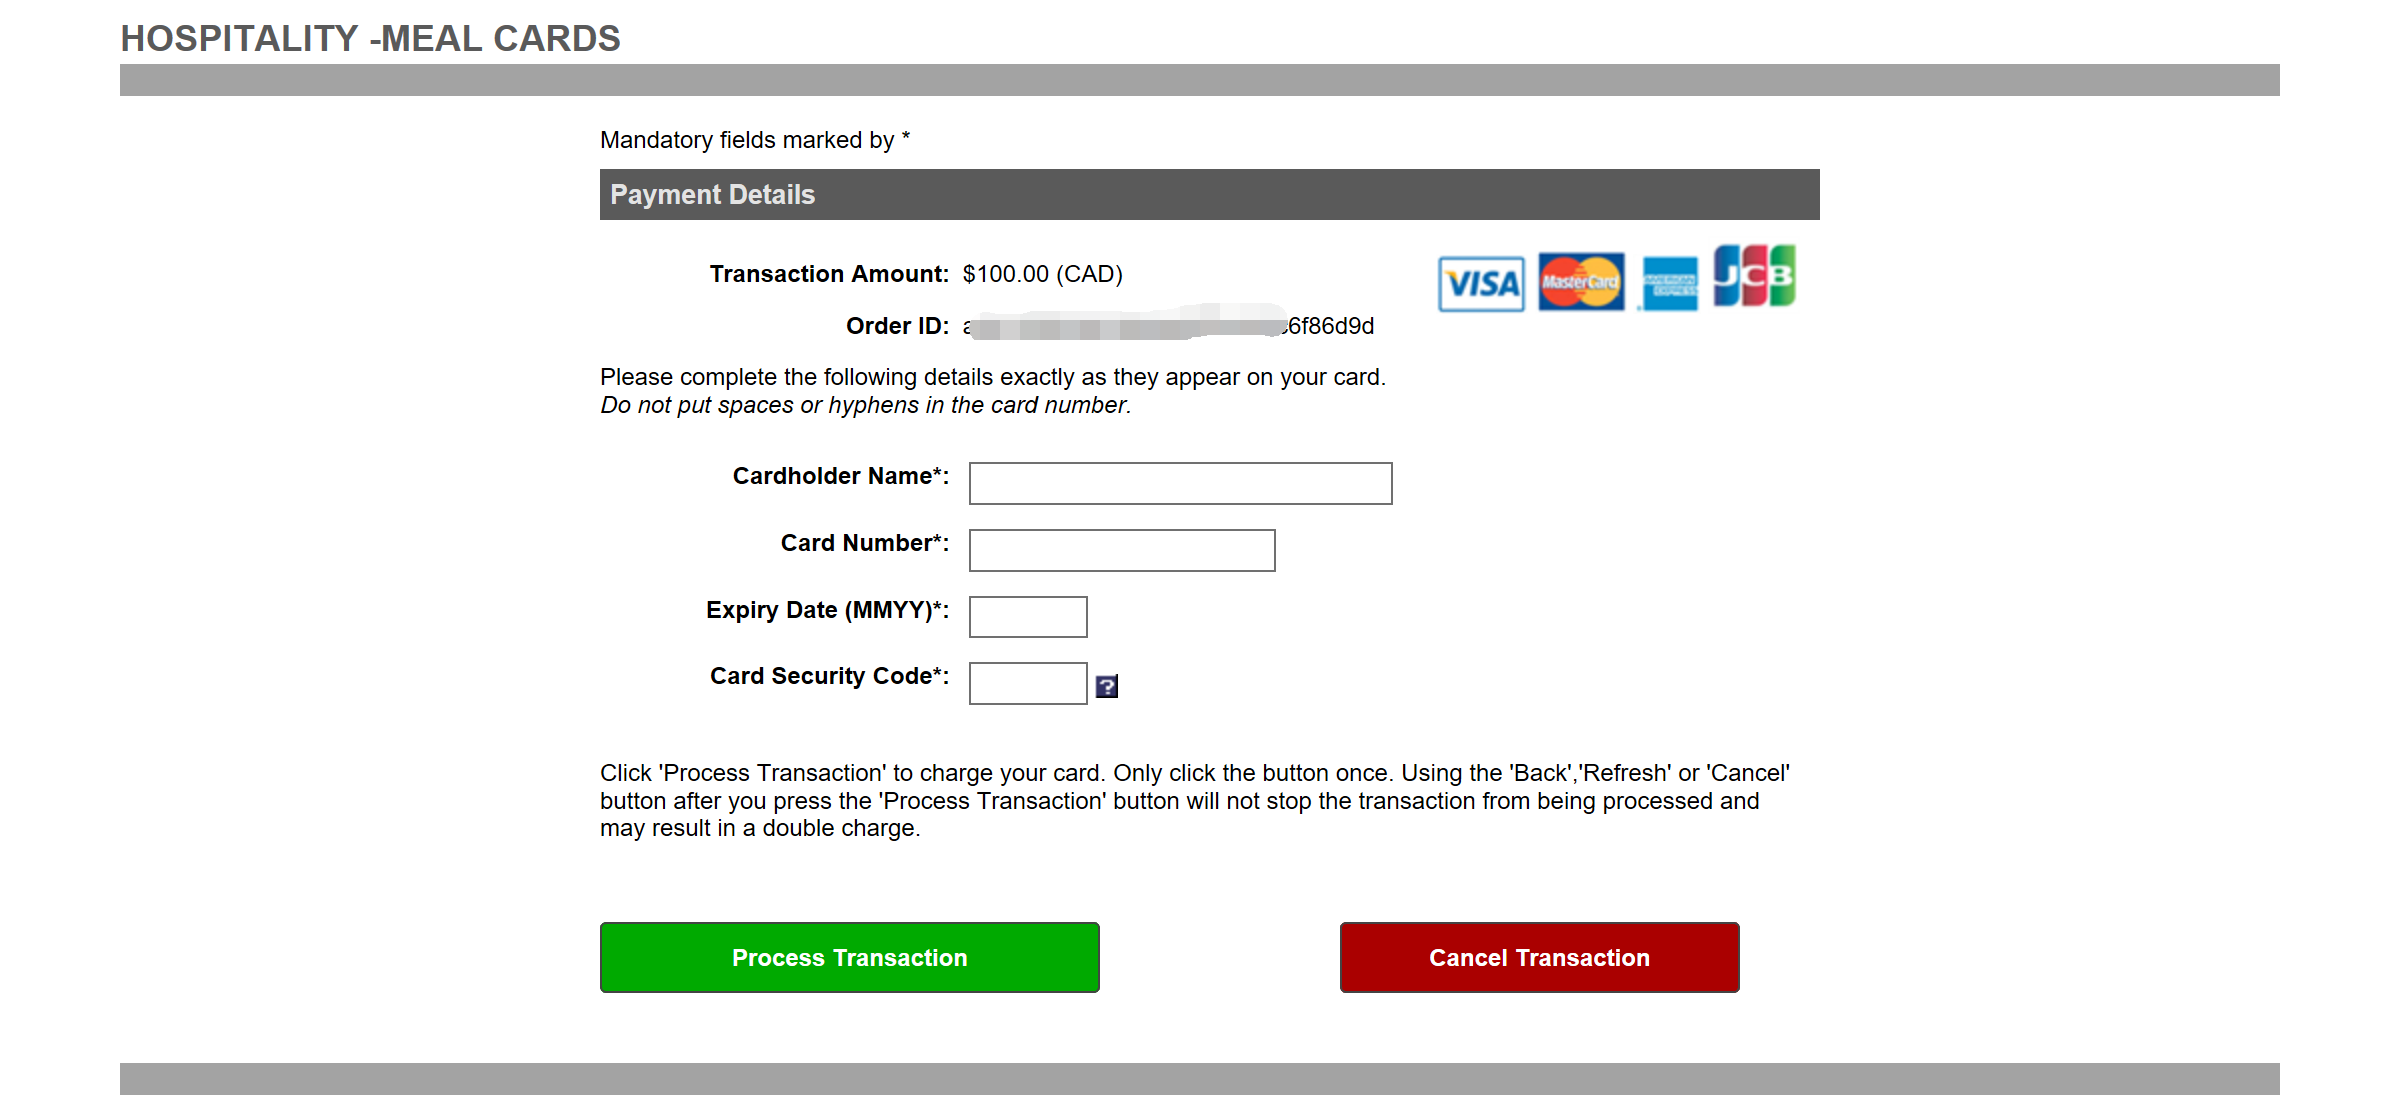 HOSPITALITY -MEAL CARDS
Mandatory fields marked by *
Payment Details
Transaction Amount: $100.00 (CAD)
VISA MasterCard AMERICAN EXPRESS JCB
Order ID: 6f86d9d
Please complete the following details exactly as they appear on your card.
Do not put spaces or hyphens in the card number.
Cardholder Name*:
Card Number*:
Expiry Date (MMYY)*:
Card Security Code*: ?
Click 'Process Transaction' to charge your card. Only click the button once. Using the 'Back','Refresh' or 'Cancel'
button after you press the 'Process Transaction' button will not stop the transaction from being processed and
may result in a double charge.
Process Transaction Cancel Transaction